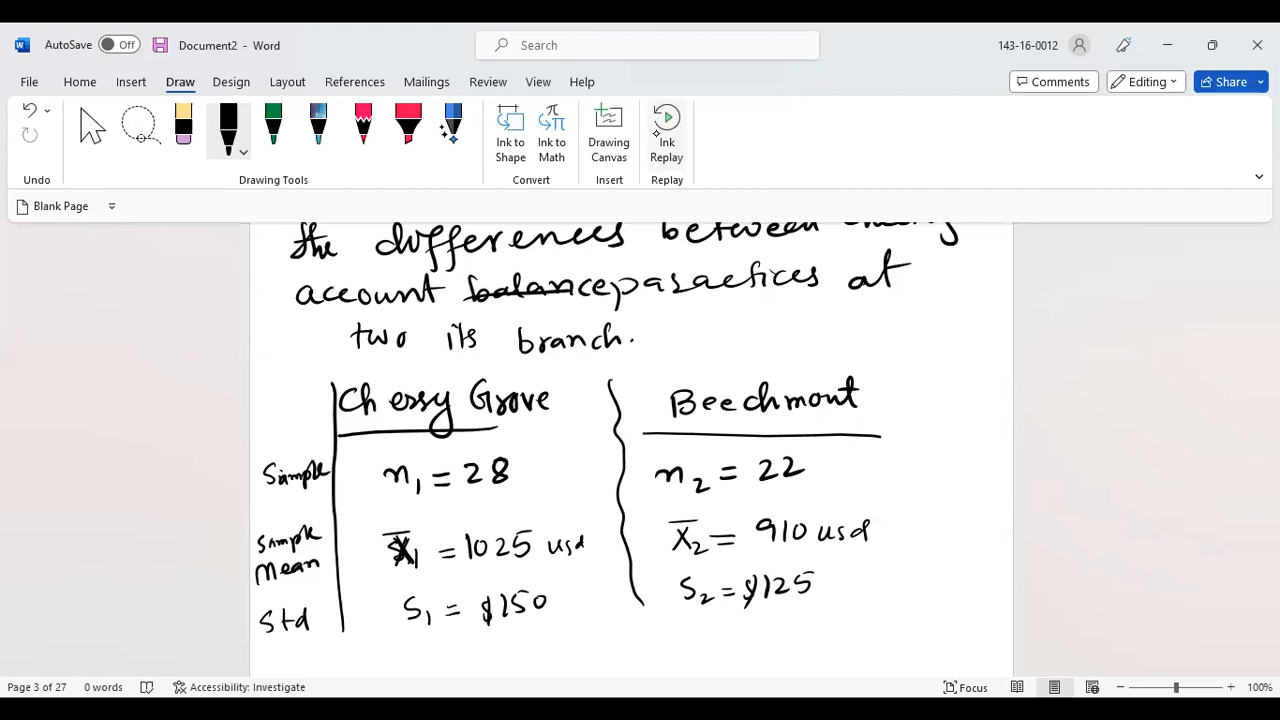 AutoSave Off Document2 - Word Search 143-16-0012
File Home Insert Draw Design Layout References Mailings Review View Help Comments Editing Share
Undo Drawing Tools Ink to Shape Ink to Math Convert Drawing Canvas Insert Ink Replay Replay
Blank Page
the differences between
account balance paractices at
two its branch.
Cherry Grove Beechmont
Simple n₁ = 28 n₂ = 22
Simple Mean X̄₁ = 1025 usd X̄₂ = 910 usd
Std S₁ = $150 S₂ = $125
Page 3 of 27 0 words Accessibility: Investigate Focus 100%